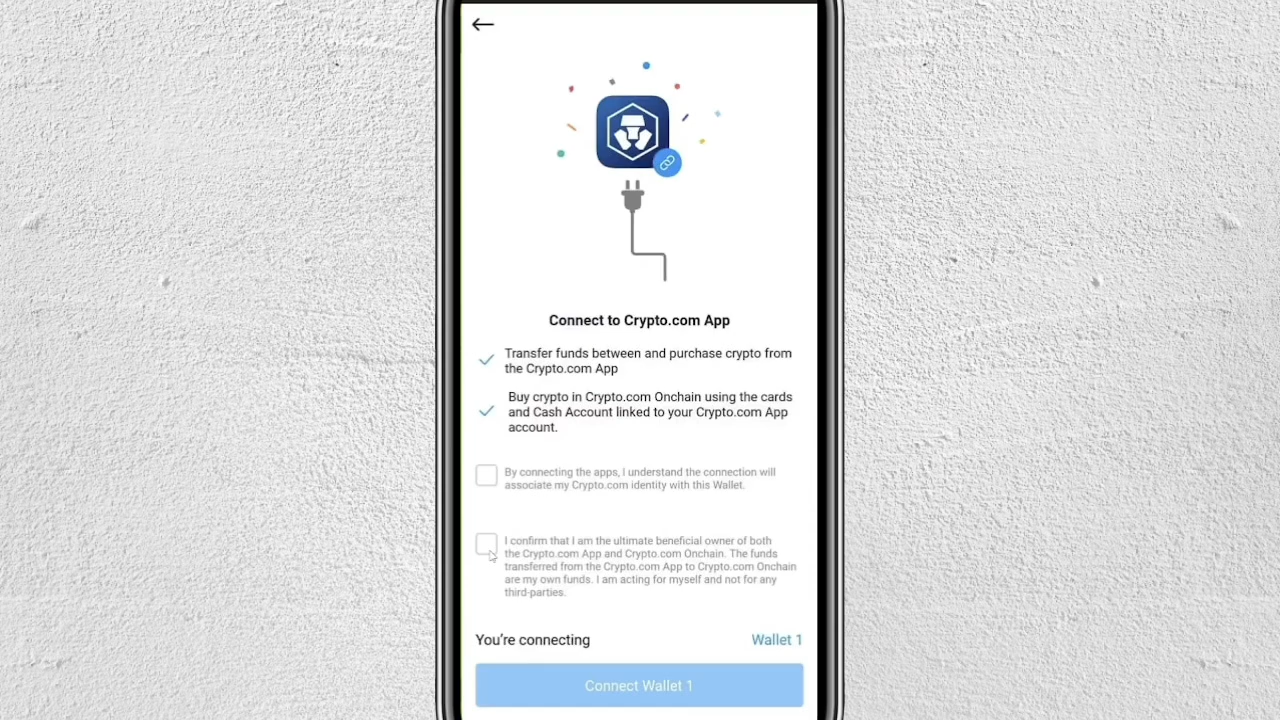 Connect to Crypto.com App
Transfer funds between and purchase crypto from
the Crypto.com App
Buy crypto in Crypto.com Onchain using the cards
and Cash Account linked to your Crypto.com App
account.
By connecting the apps, I understand the connection will
associate my Crypto.com identity with this Wallet.
I confirm that I am the ultimate beneficial owner of both
the Crypto.com App and Crypto.com Onchain. The funds
transferred from the Crypto.com App to Crypto.com Onchain
are my own funds. I am acting for myself and not for any
third-parties.
You're connecting Wallet 1
Connect Wallet 1